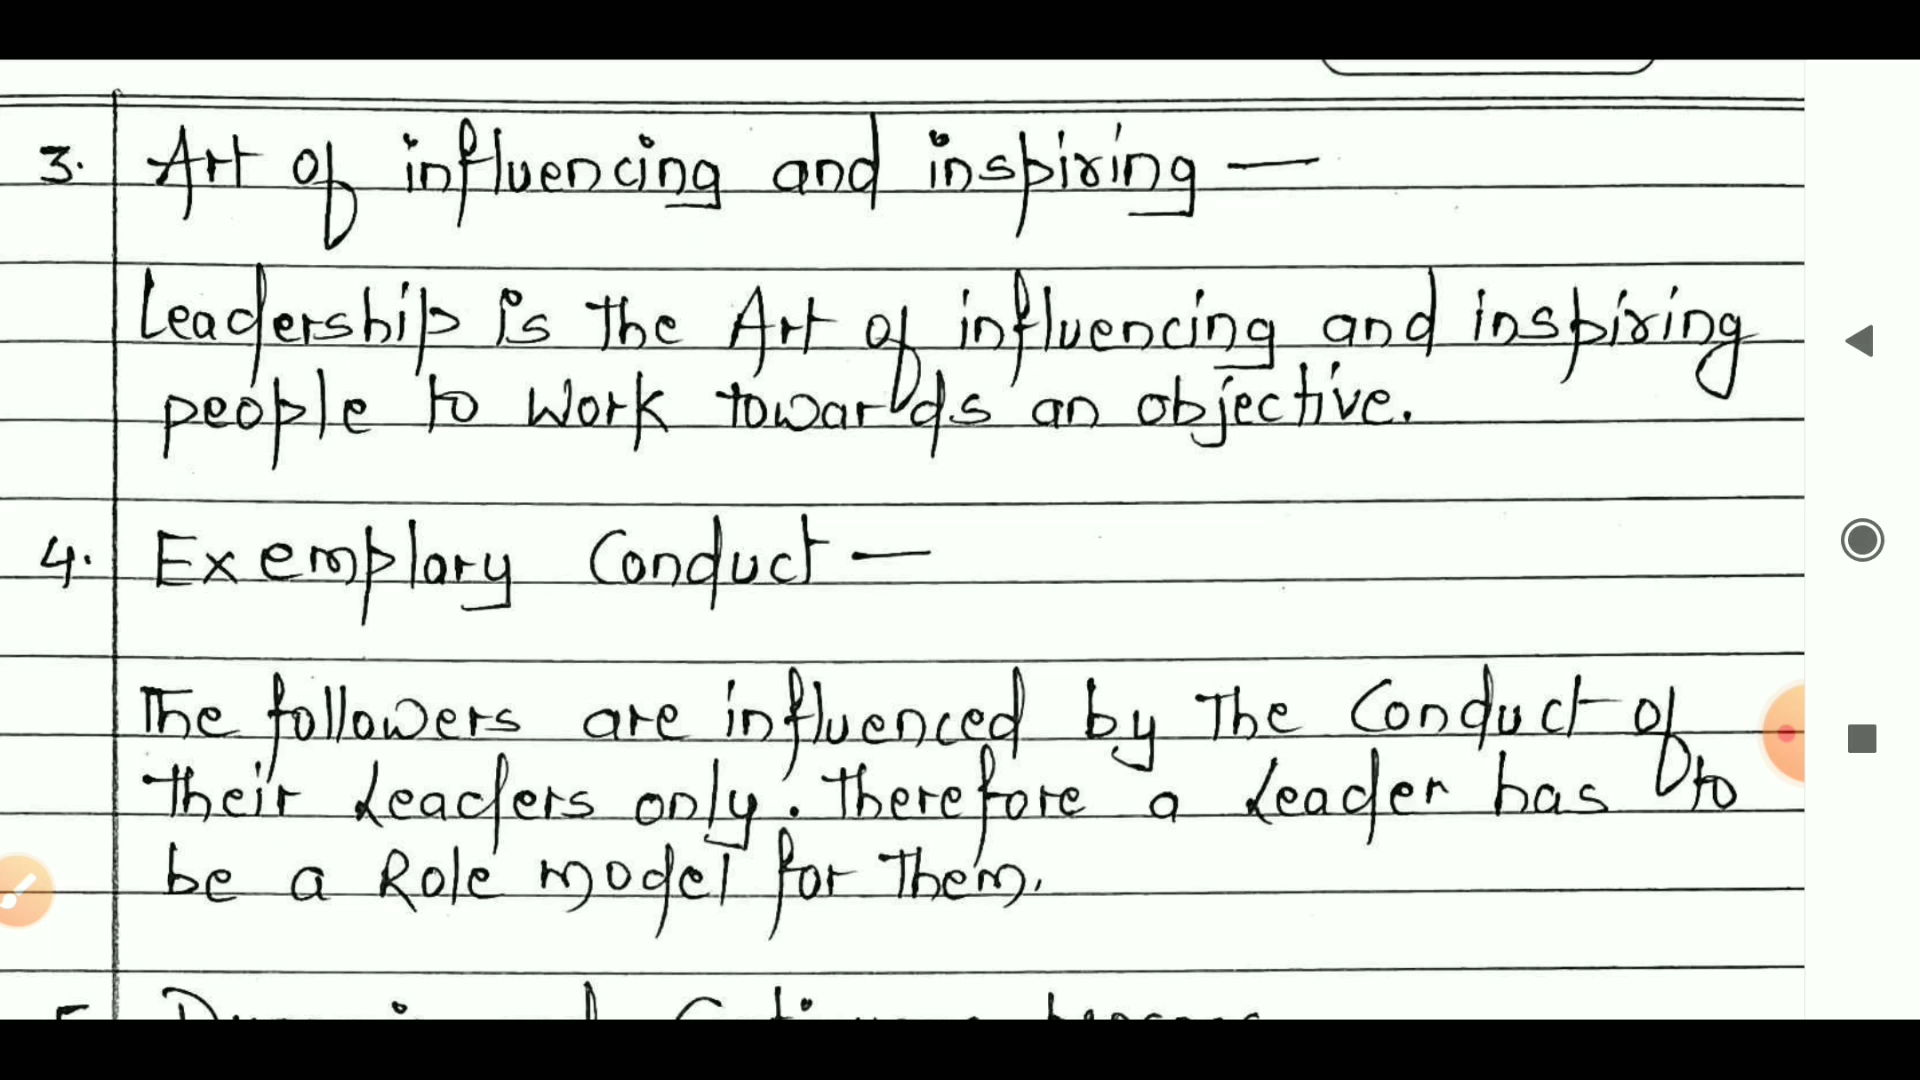 3. Art of influencing and inspiring —
Leadership is the Art of influencing and inspiring
people to work towards an objective.
4. Exemplary Conduct —
The followers are influenced by the Conduct of
their Leaders only. Therefore a Leader has to
be a Role model for Them.